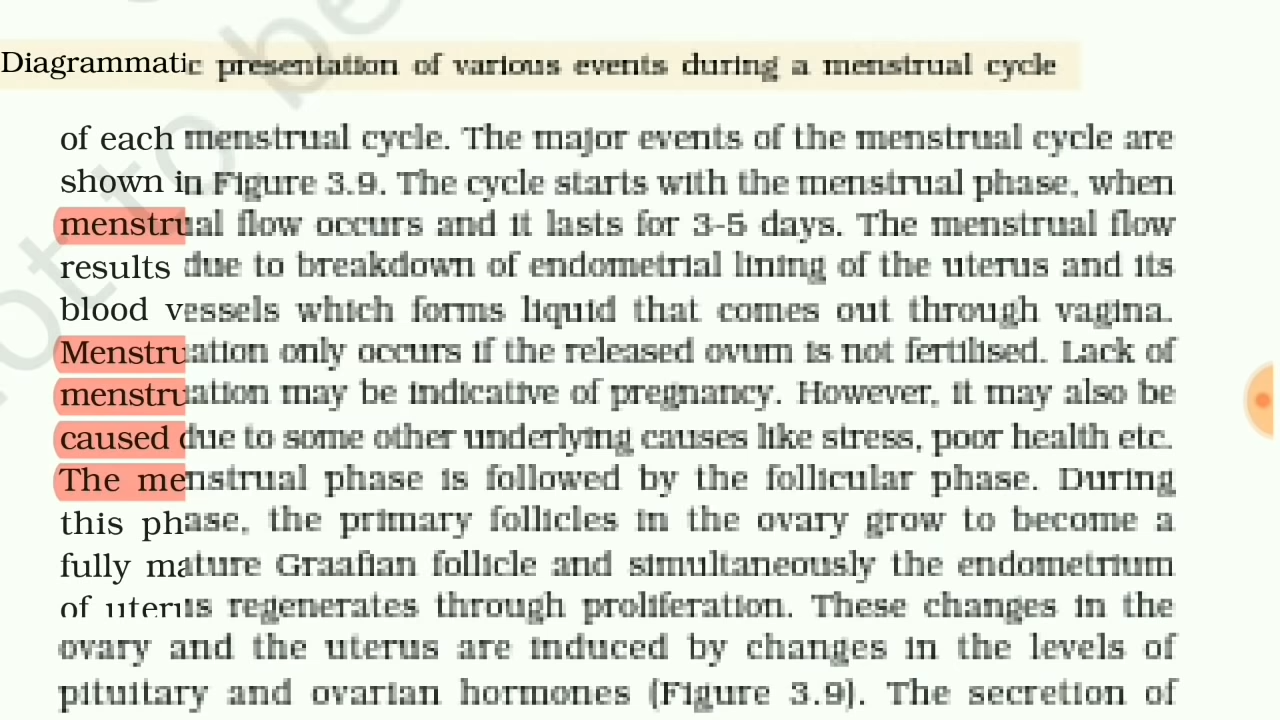 Diagrammatic presentation of various events during a menstrual cycle
of each menstrual cycle. The major events of the menstrual cycle are
shown in Figure 3.9. The cycle starts with the menstrual phase, when
menstrual flow occurs and it lasts for 3-5 days. The menstrual flow
results due to breakdown of endometrial lining of the uterus and its
blood vessels which forms liquid that comes out through vagina.
Menstruation only occurs if the released ovum is not fertilised. Lack of
menstruation may be indicative of pregnancy. However, it may also be
caused due to some other underlying causes like stress, poor health etc.
The menstrual phase is followed by the follicular phase. During
this phase, the primary follicles in the ovary grow to become a
fully mature Graafian follicle and simultaneously the endometrium
of uterus regenerates through proliferation. These changes in the
ovary and the uterus are induced by changes in the levels of
pituitary and ovarian hormones (Figure 3.9). The secretion of
not to be